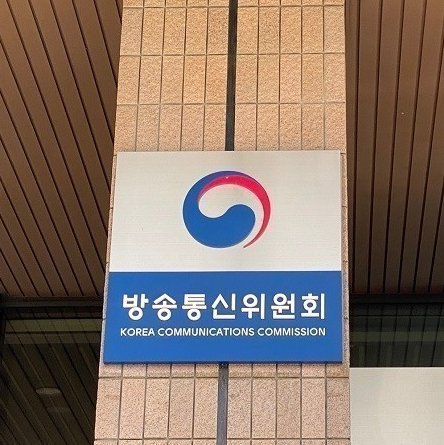 방송통신위원회
KOREA COMMUNICATIONS COMMISSION